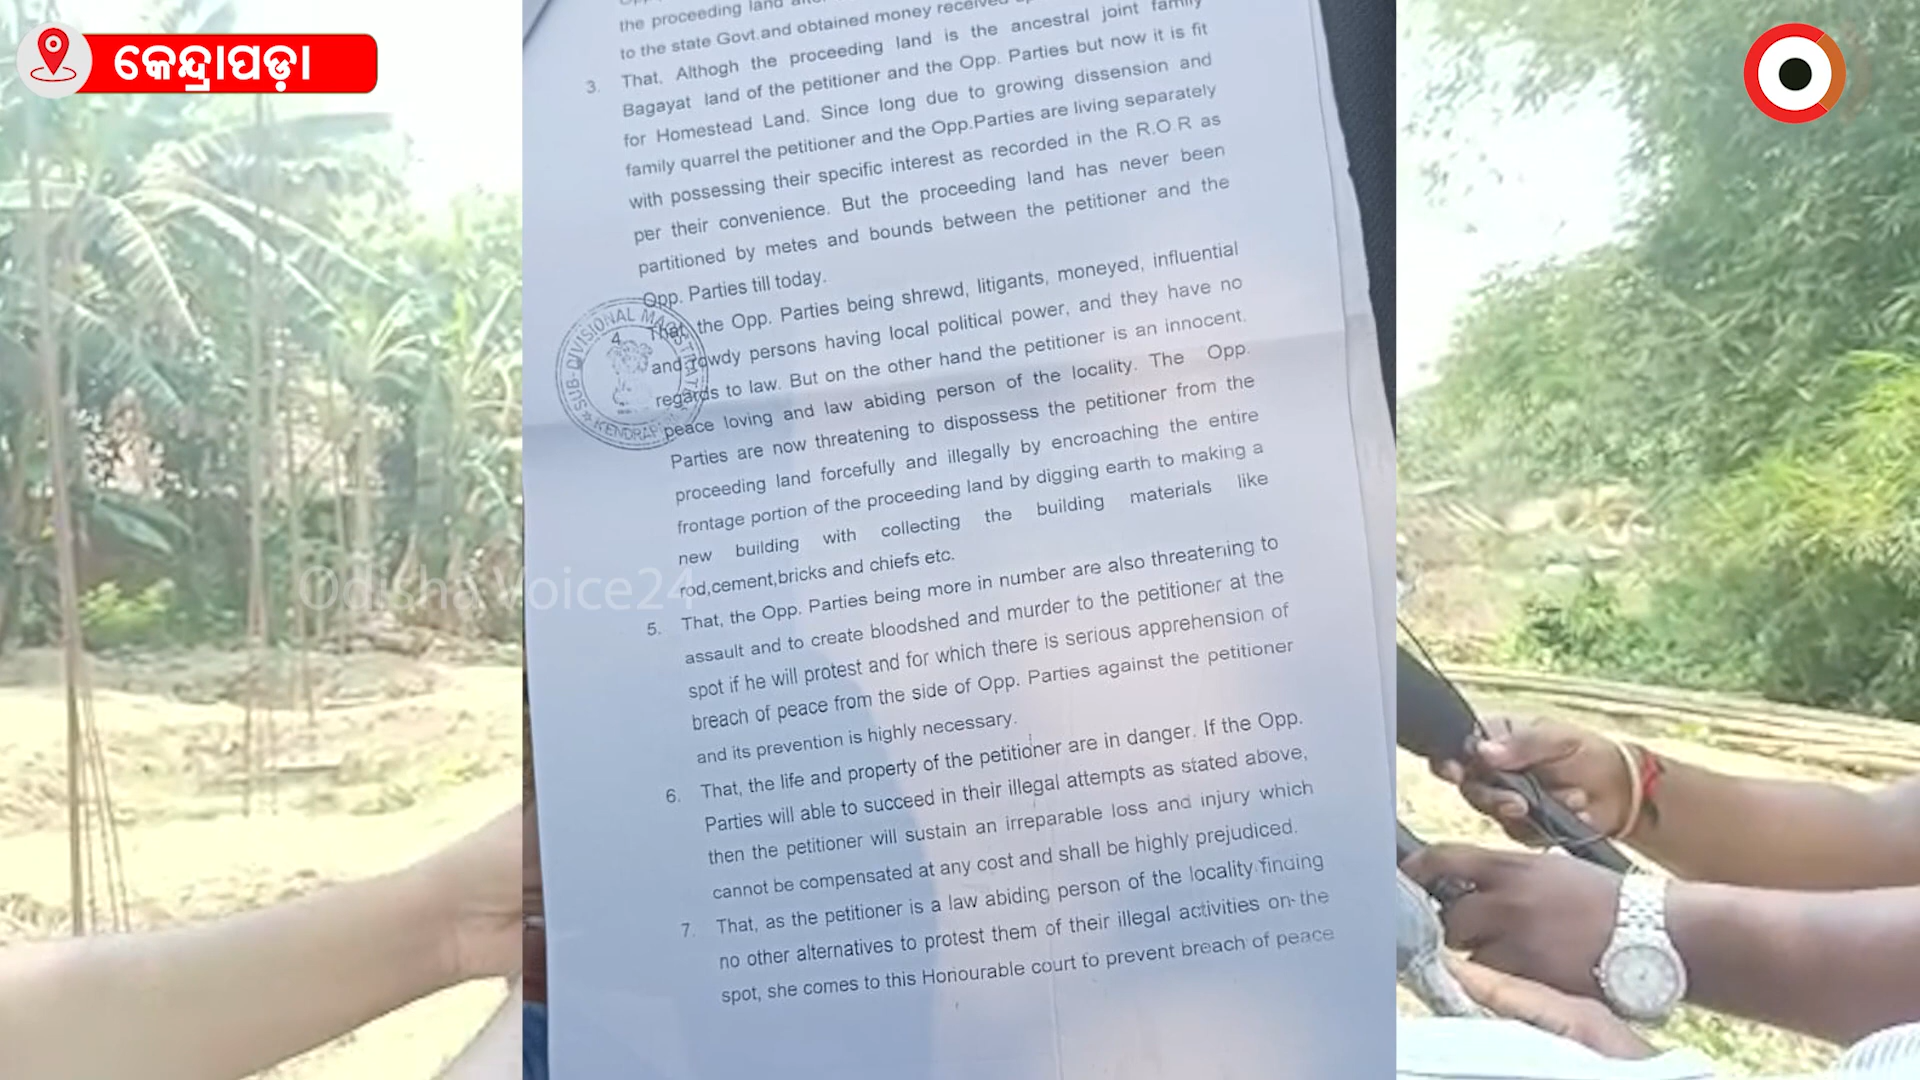 କେନ୍ଦ୍ରାପଡ଼ା
the proceeding land
to the state Govt.and obtained money received
3. That. Althogh the proceeding land is the ancestral joint family
Bagayat land of the petitioner and the Opp. Parties but now it is fit
for Homestead Land. Since long due to growing dissension and
family quarrel the petitioner and the Opp.Parties are living separately
with possessing their specific interest as recorded in the R.O.R as
per their convenience. But the proceeding land has never been
partitioned by metes and bounds between the petitioner and the
Opp. Parties till today.
4. That, the Opp. Parties being shrewd, litigants, moneyed, influential
and rowdy persons having local political power, and they have no
regards to law. But on the other hand the petitioner is an innocent.
peace loving and law abiding person of the locality. The Opp.
Parties are now threatening to dispossess the petitioner from the
proceeding land forcefully and illegally by encroaching the entire
frontage portion of the proceeding land by digging earth to making a
new building with collecting the building materials like
rod,cement,bricks and chiefs etc.
5. That, the Opp. Parties being more in number are also threatening to
assault and to create bloodshed and murder to the petitioner at the
spot if he will protest and for which there is serious apprehension of
breach of peace from the side of Opp. Parties against the petitioner
and its prevention is highly necessary.
6. That, the life and property of the petitioner are in danger. If the Opp.
Parties will able to succeed in their illegal attempts as stated above,
then the petitioner will sustain an irreparable loss and injury which
cannot be compensated at any cost and shall be highly prejudiced.
7. That, as the petitioner is a law abiding person of the locality finding
no other alternatives to protest them of their illegal activities on the
spot, she comes to this Honourable court to prevent breach of peace
SUB-DIVISIONAL
Odisha Voice24